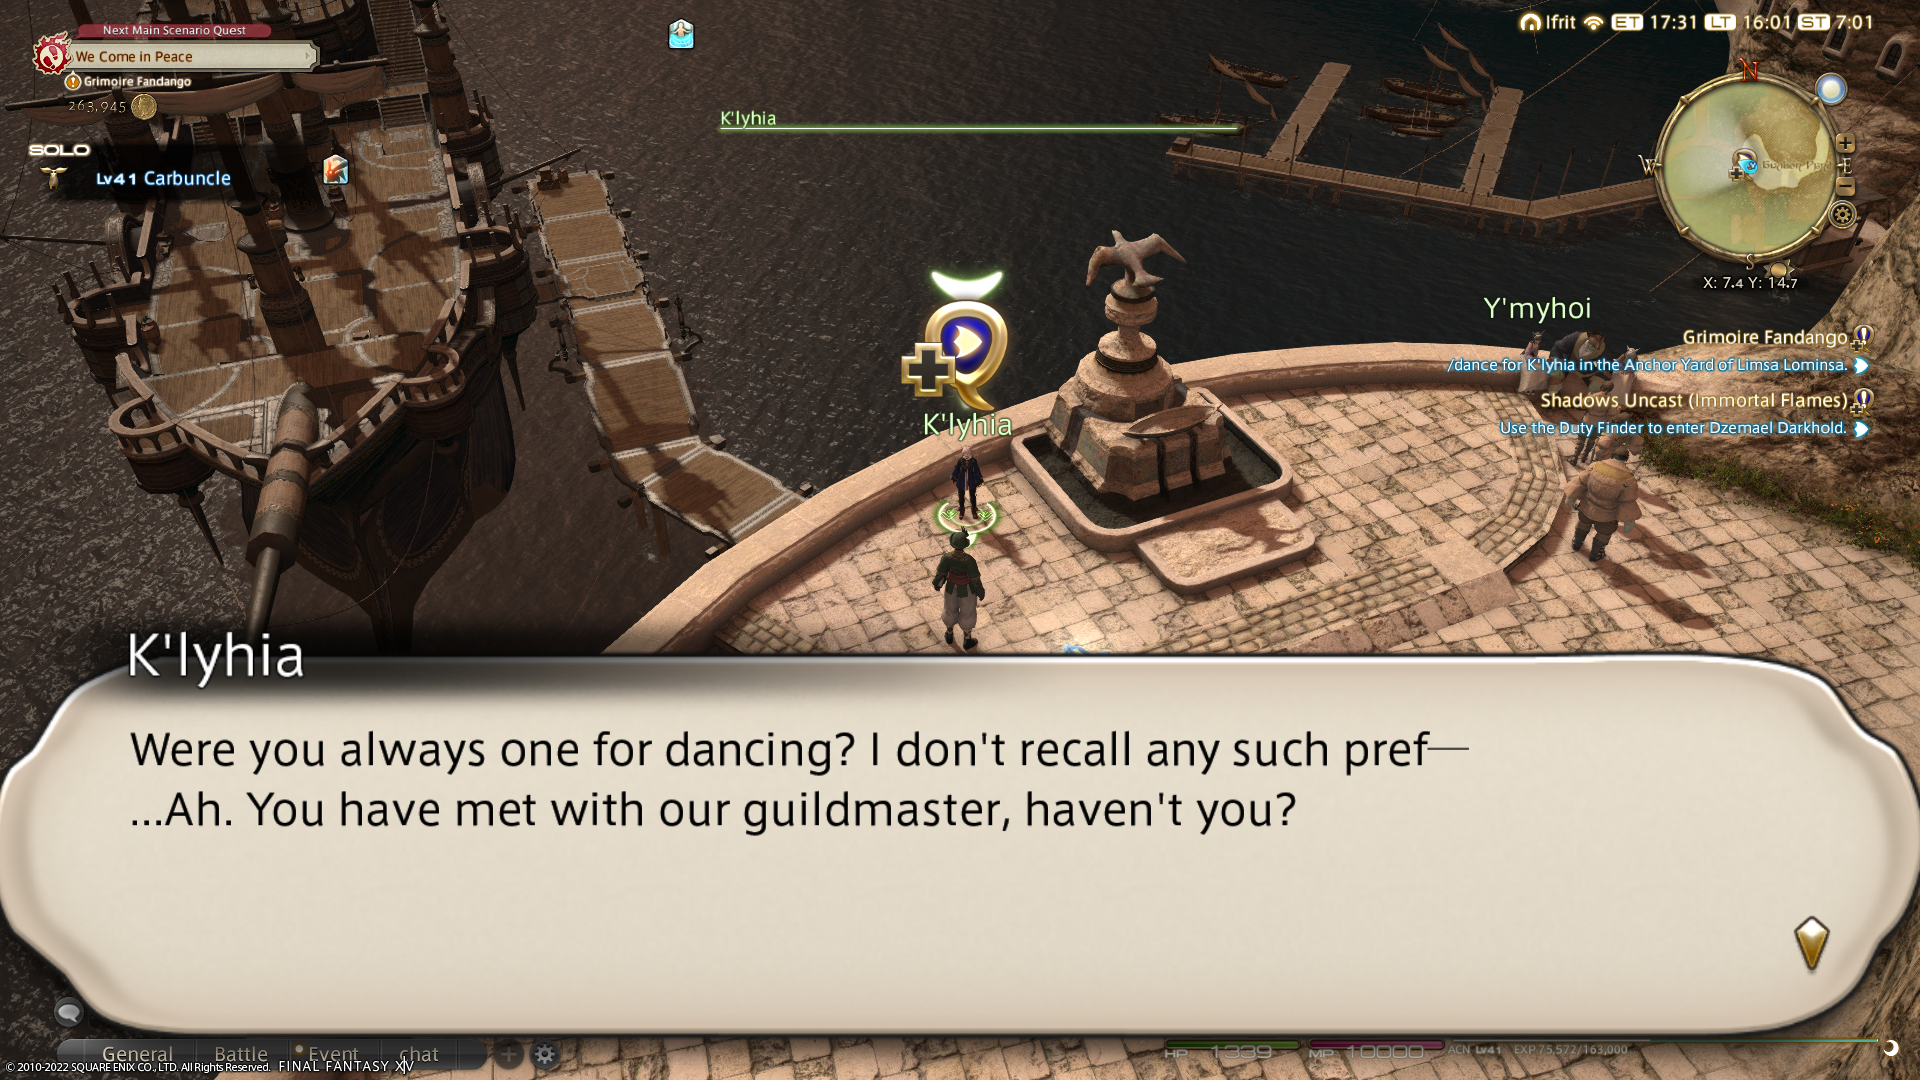 Next Main Scenario Quest
We Come in Peace
Grimoire Fandango
263,945
SOLO
Lv41 Carbuncle
K'lyhia
Ifrit ET 17:31 LT 16:01 ST 7:01
N
W
E
S
X: 7.4 Y: 14.7
Y'myhoi
Grimoire Fandango
/dance for K'lyhia in the Anchor Yard of Limsa Lominsa.
Shadows Uncast (Immortal Flames)
Use the Duty Finder to enter Dzemael Darkhold.
K'lyhia
K'lyhia
Were you always one for dancing? I don't recall any such pref—
...Ah. You have met with our guildmaster, haven't you?
General Battle Event chat
HP 1339 MP 10000 ACN Lv41 EXP 75,572/163,000
© 2010-2022 SQUARE ENIX CO., LTD. All Rights Reserved. FINAL FANTASY XIV